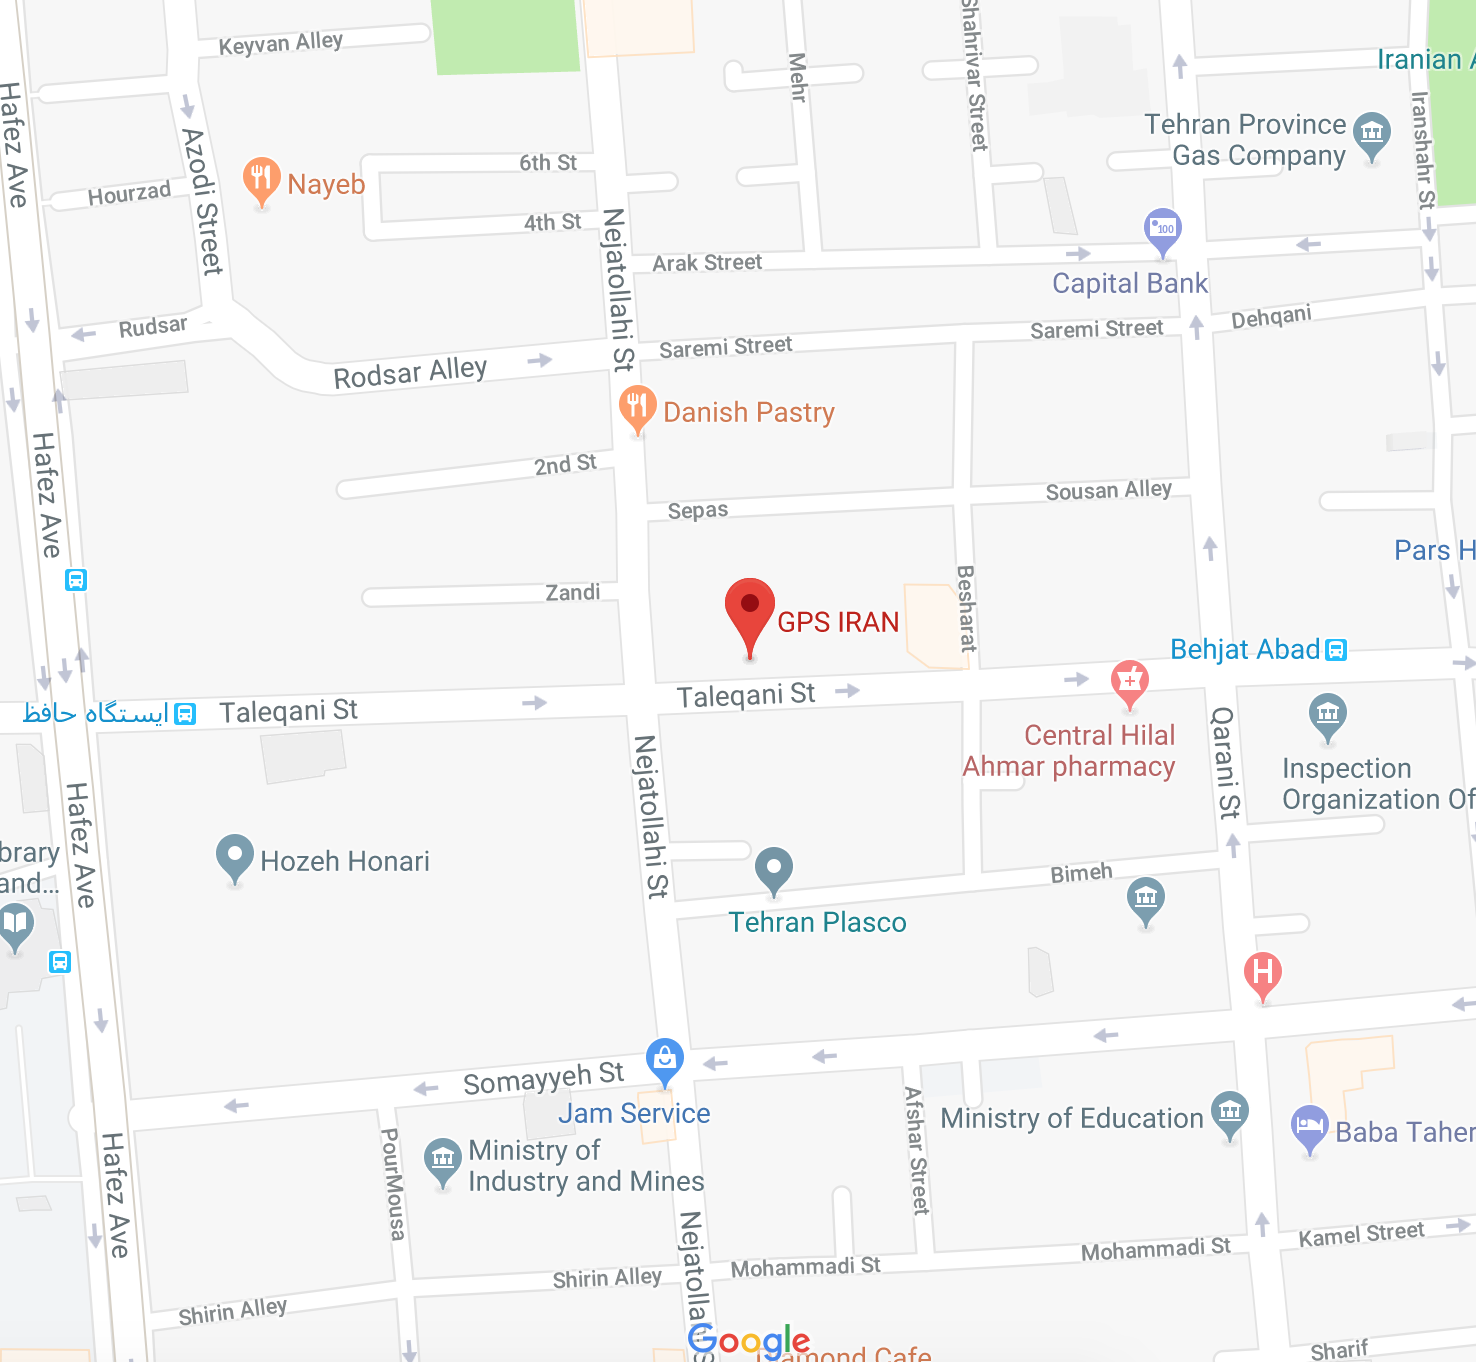 Keyvan Alley
Hafez Ave
Azodi Street
Hourzad
Nayeb
6th St
4th St
Mehr
Shahrivar Street
Iranian A
Tehran Province
Gas Company
Iranshahr St
Nejatollahi St
Arak Street
Capital Bank
Rudsar
Rodsar Alley
Saremi Street
Saremi Street
Dehqani
Danish Pastry
Hafez Ave
2nd St
Sepas
Sousan Alley
Pars H
Zandi
GPS IRAN
Besharat
Behjat Abad
ایستگاه حافظ
Taleqani St
Taleqani St
Central Hilal
Ahmar pharmacy
Qarani St
Inspection
Organization Of
Nejatollahi St
Hafez Ave
brary
and...
Hozeh Honari
Bimeh
Tehran Plasco
H
Somayyeh St
Jam Service
Ministry of
Industry and Mines
PourMousa
Afshar Street
Ministry of Education
Baba Taher
Hafez Ave
Nejatollahi S
Shirin Alley
Shirin Alley
Mohammadi St
Mohammadi St
Kamel Street
Google
Diamond Cafe
Sharif
100